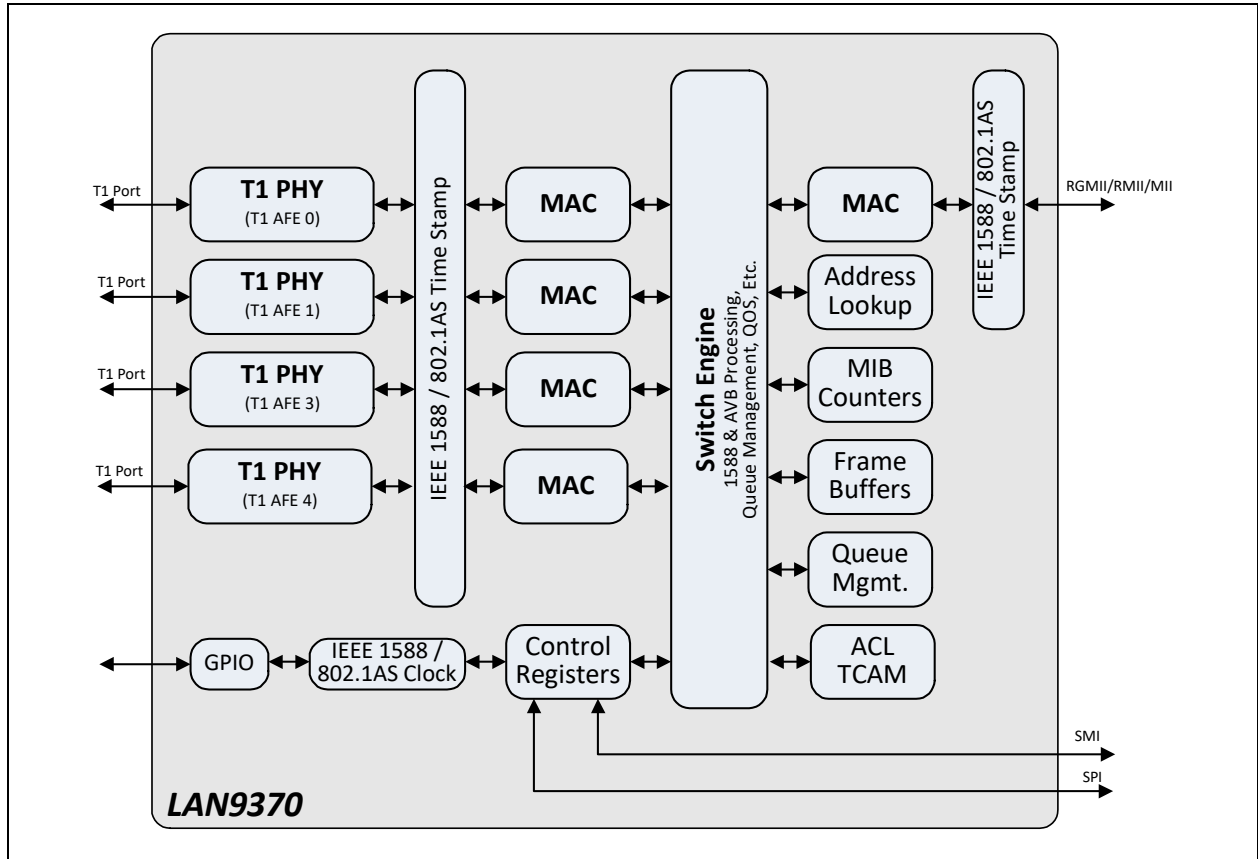 T1 Port
T1 PHY
(T1 AFE 0)
T1 Port
T1 PHY
(T1 AFE 1)
T1 Port
T1 PHY
(T1 AFE 3)
T1 Port
T1 PHY
(T1 AFE 4)
IEEE 1588 / 802.1AS Time Stamp
MAC
MAC
MAC
MAC
Switch Engine
1588 & AVB Processing,
Queue Management, QOS, Etc.
MAC
Address
Lookup
MIB
Counters
Frame
Buffers
Queue
Mgmt.
ACL
TCAM
IEEE 1588 / 802.1AS
Time Stamp
RGMII/RMII/MII
GPIO
IEEE 1588 /
802.1AS Clock
Control
Registers
SMI
SPI
LAN9370